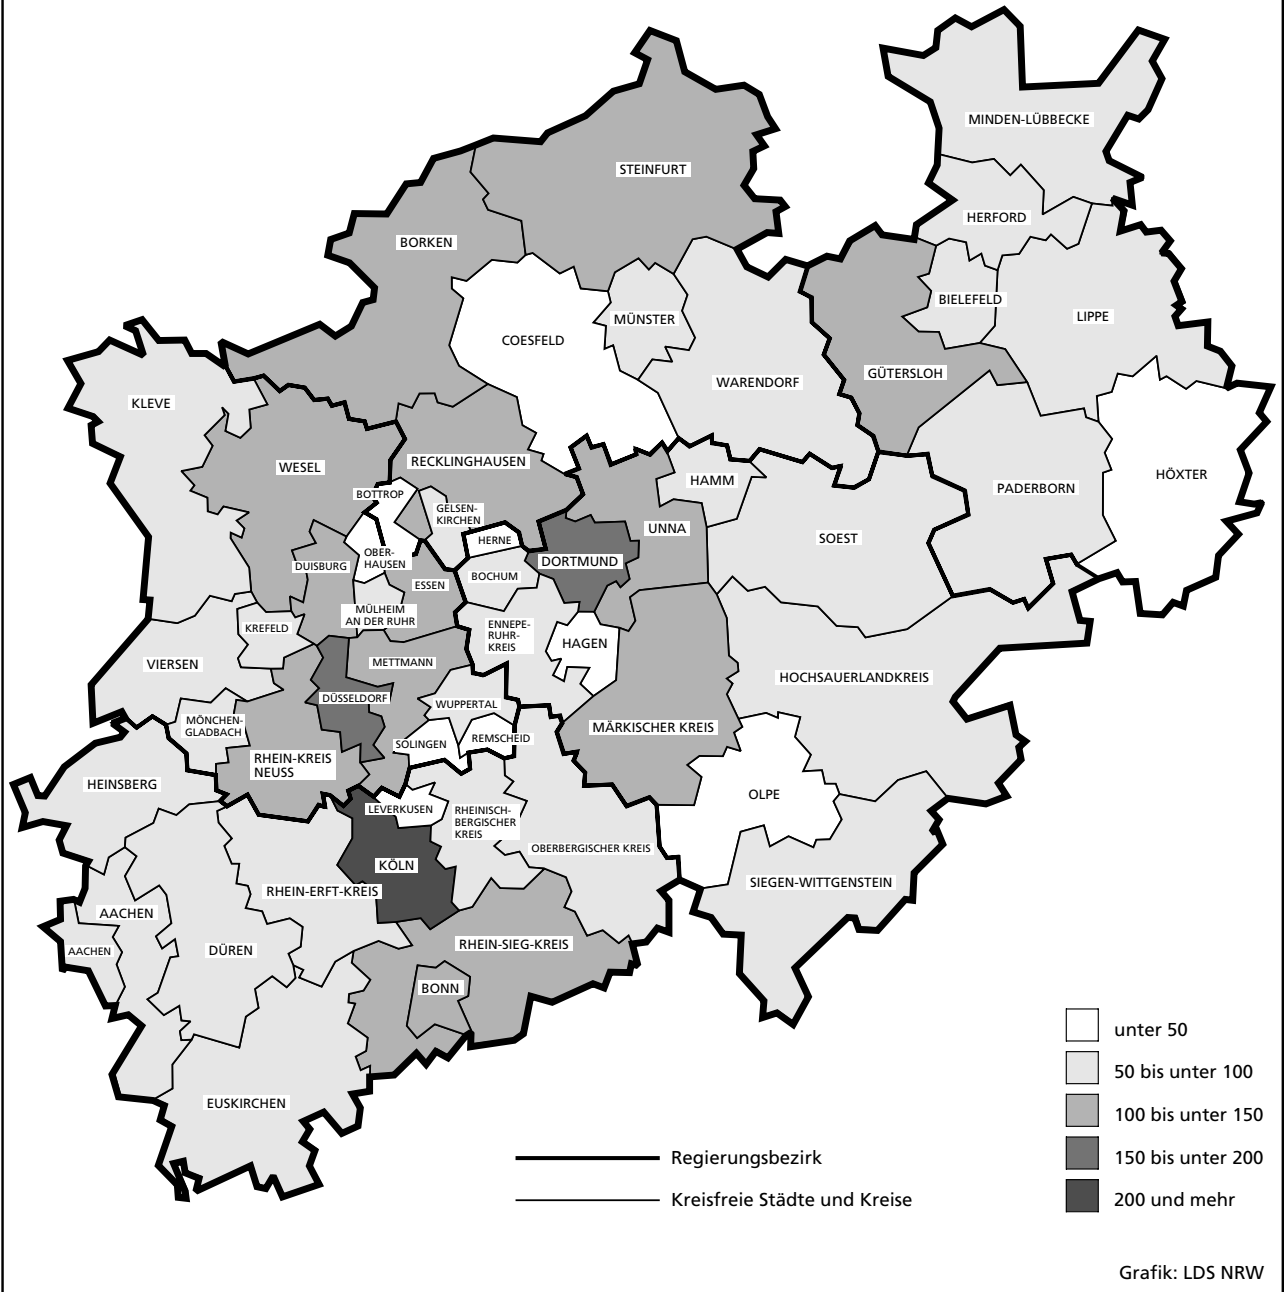 MINDEN-LÜBBECKE
STEINFURT
HERFORD
BORKEN
BIELEFELD
LIPPE
MÜNSTER
COESFELD
GÜTERSLOH
WARENDORF
KLEVE
RECKLINGHAUSEN
WESEL
HÖXTER
HAMM
PADERBORN
BOTTROP
GELSEN-
KIRCHEN
UNNA
SOEST
HERNE
OBER-
HAUSEN
DORTMUND
DUISBURG
BOCHUM
ESSEN
MÜLHEIM
AN DER RUHR
KREFELD
ENNEPE-
RUHR-
KREIS
HAGEN
VIERSEN
METTMANN
HOCHSAUERLANDKREIS
DÜSSELDORF
WUPPERTAL
MÖNCHEN-
GLADBACH
MÄRKISCHER KREIS
SOLINGEN
REMSCHEID
RHEIN-KREIS
NEUSS
HEINSBERG
OLPE
LEVERKUSEN
RHEINISCH-
BERGISCHER
KREIS
OBERBERGISCHER KREIS
KÖLN
SIEGEN-WITTGENSTEIN
RHEIN-ERFT-KREIS
AACHEN
RHEIN-SIEG-KREIS
AACHEN
DÜREN
BONN
EUSKIRCHEN
unter 50
50 bis unter 100
100 bis unter 150
150 bis unter 200
200 und mehr
Regierungsbezirk
Kreisfreie Städte und Kreise
Grafik: LDS NRW